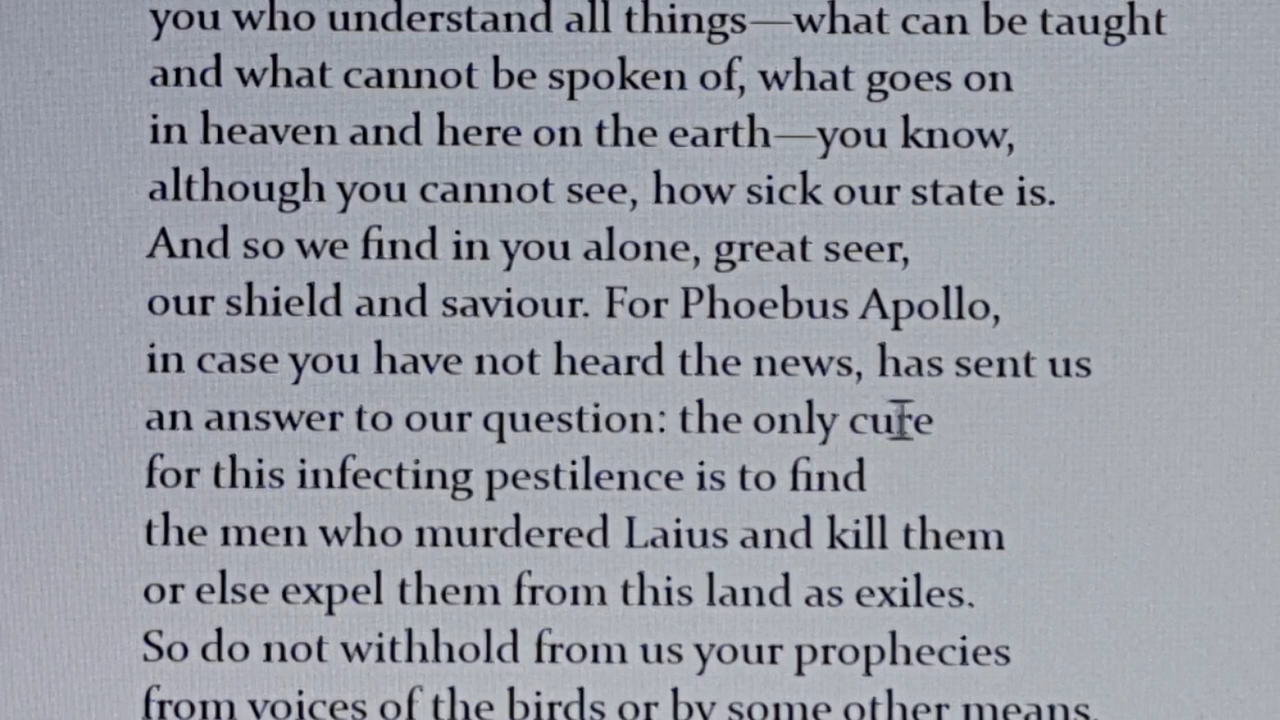 you who understand all things—what can be taught
and what cannot be spoken of, what goes on
in heaven and here on the earth—you know,
although you cannot see, how sick our state is.
And so we find in you alone, great seer,
our shield and saviour. For Phoebus Apollo,
in case you have not heard the news, has sent us
an answer to our question: the only cure
for this infecting pestilence is to find
the men who murdered Laius and kill them
or else expel them from this land as exiles.
So do not withhold from us your prophecies
from voices of the birds or by some other means.